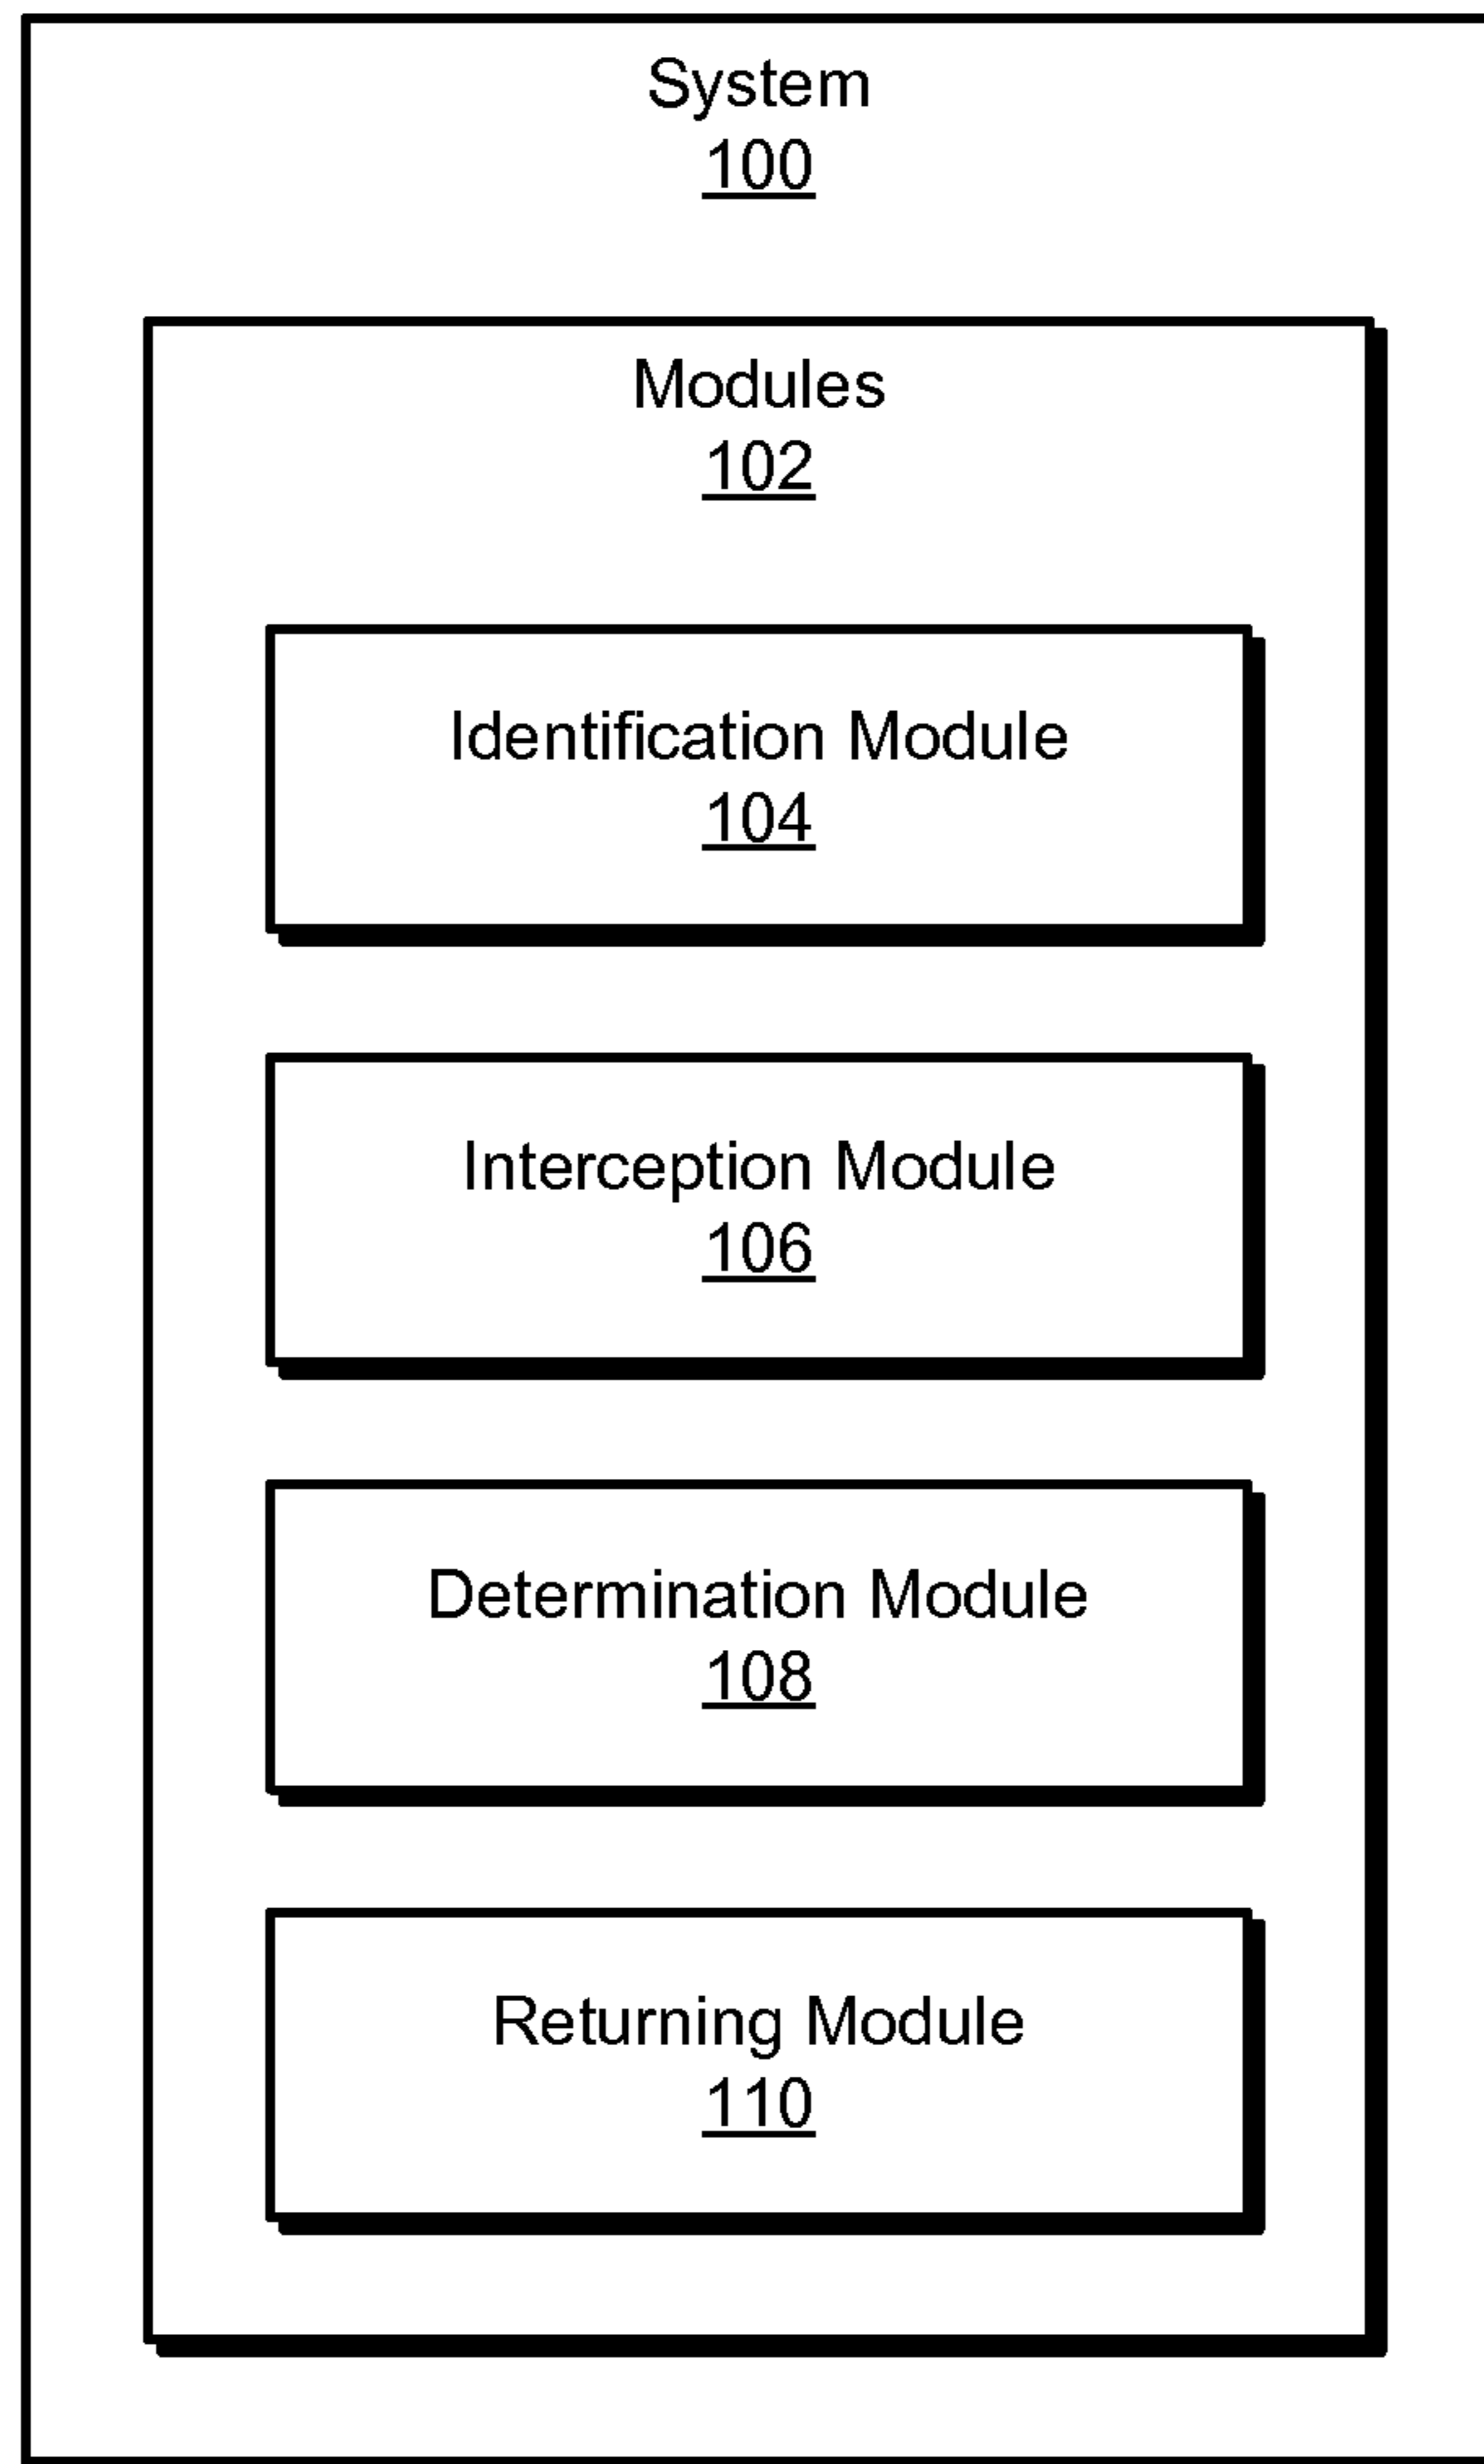 System
100
Modules
102
Identification Module
104
Interception Module
106
Determination Module
108
Returning Module
110